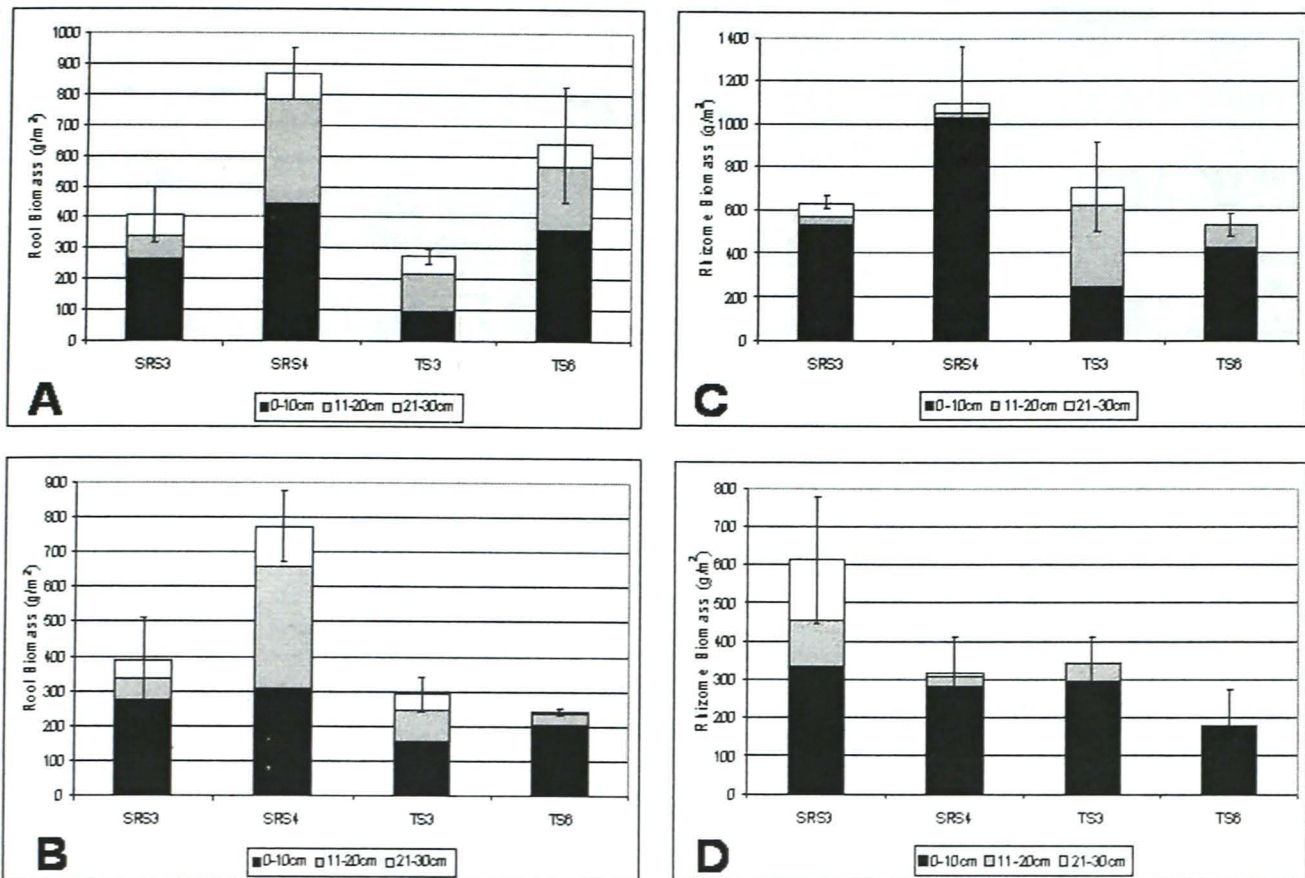 1000
900
800
700
600
500
400
300
200
100
0
Root Biomass (g/m²)
SRS3 SRS4 TS3 TS6
A
0-10cm 11-20cm 21-30cm
1400
1200
1000
800
600
400
200
0
Rhizome Biomass (g/m²)
SRS3 SRS4 TS3 TS6
C
0-10cm 11-20cm 21-30cm
900
800
700
600
500
400
300
200
100
0
Root Biomass (g/m²)
SRS3 SRS4 TS3 TS6
B
0-10cm 11-20cm 21-30cm
800
700
600
500
400
300
200
100
0
Rhizome Biomass (g/m²)
SRS3 SRS4 TS3 TS6
D
0-10cm 11-20cm 21-30cm